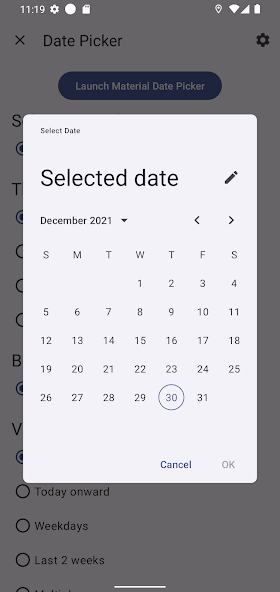 11:19
Date Picker
Launch Material Date Picker
Select Date
Selected date
December 2021
S M T W T F S
1 2 3 4
5 6 7 8 9 10 11
12 13 14 15 16 17 18
19 20 21 22 23 24 25
26 27 28 29 30 31
Cancel OK
Today onward
Weekdays
Last 2 weeks